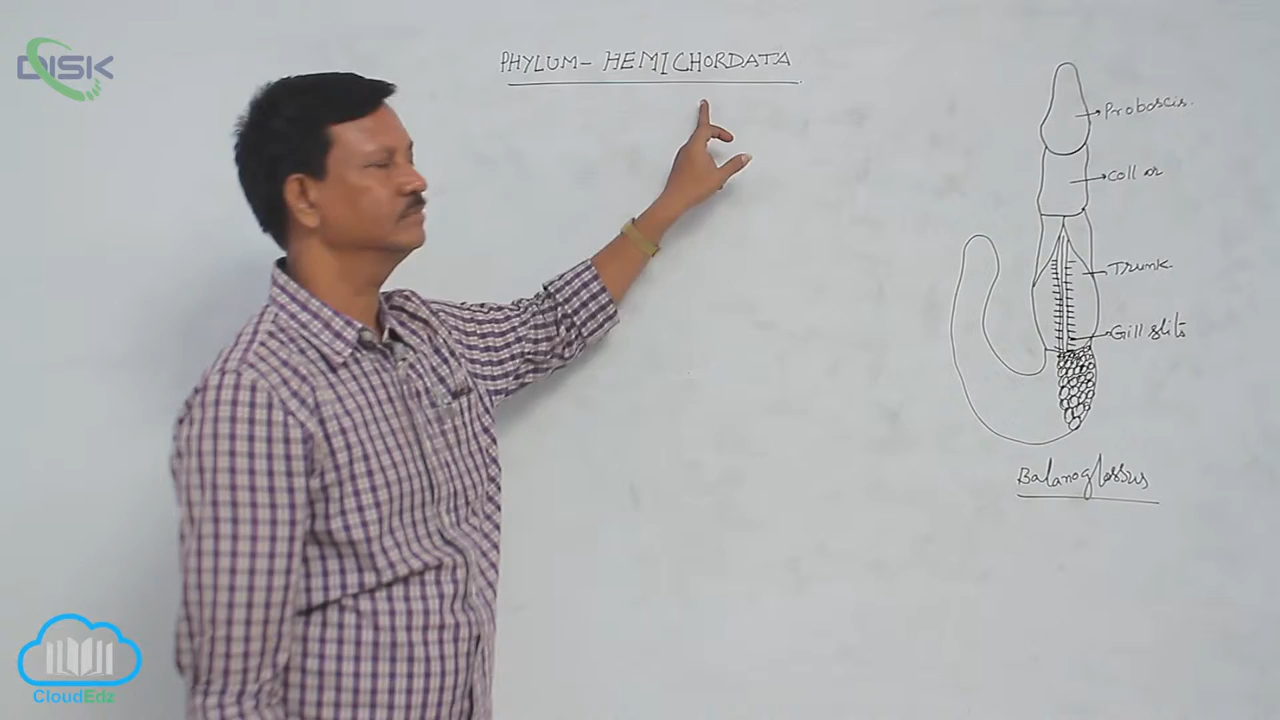 DISK
PHYLUM- HEMICHORDATA
Proboscis.
Collar
Trunk
Gill slits
Balanoglossus
CloudEdz